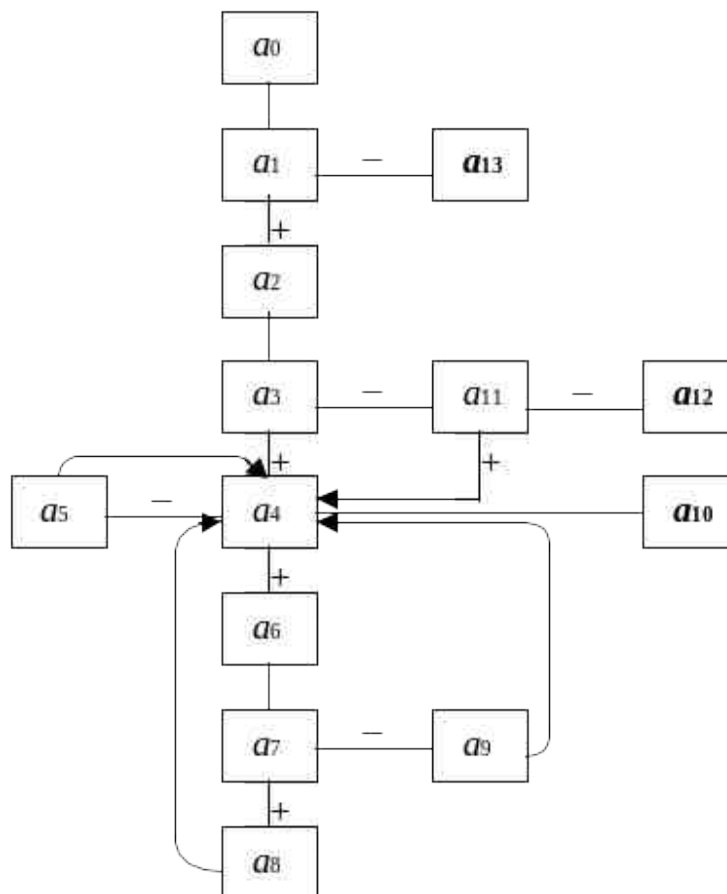 a0
a1 – a13
+
a2
a3 – a11 – a12
+ +
a5 – a4 a10
+
a6
a7 – a9
+
a8